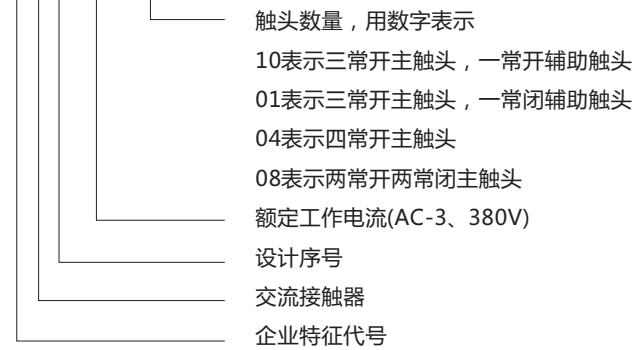 触头数量，用数字表示
10表示三常开主触头，一常开辅助触头
01表示三常开主触头，一常闭辅助触头
04表示四常开主触头
08表示两常开两常闭主触头
额定工作电流(AC-3、380V)
设计序号
交流接触器
企业特征代号